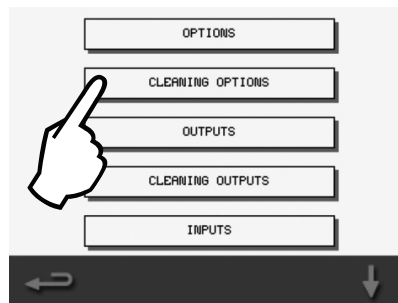 OPTIONS
CLEANING OPTIONS
OUTPUTS
CLEANING OUTPUTS
INPUTS